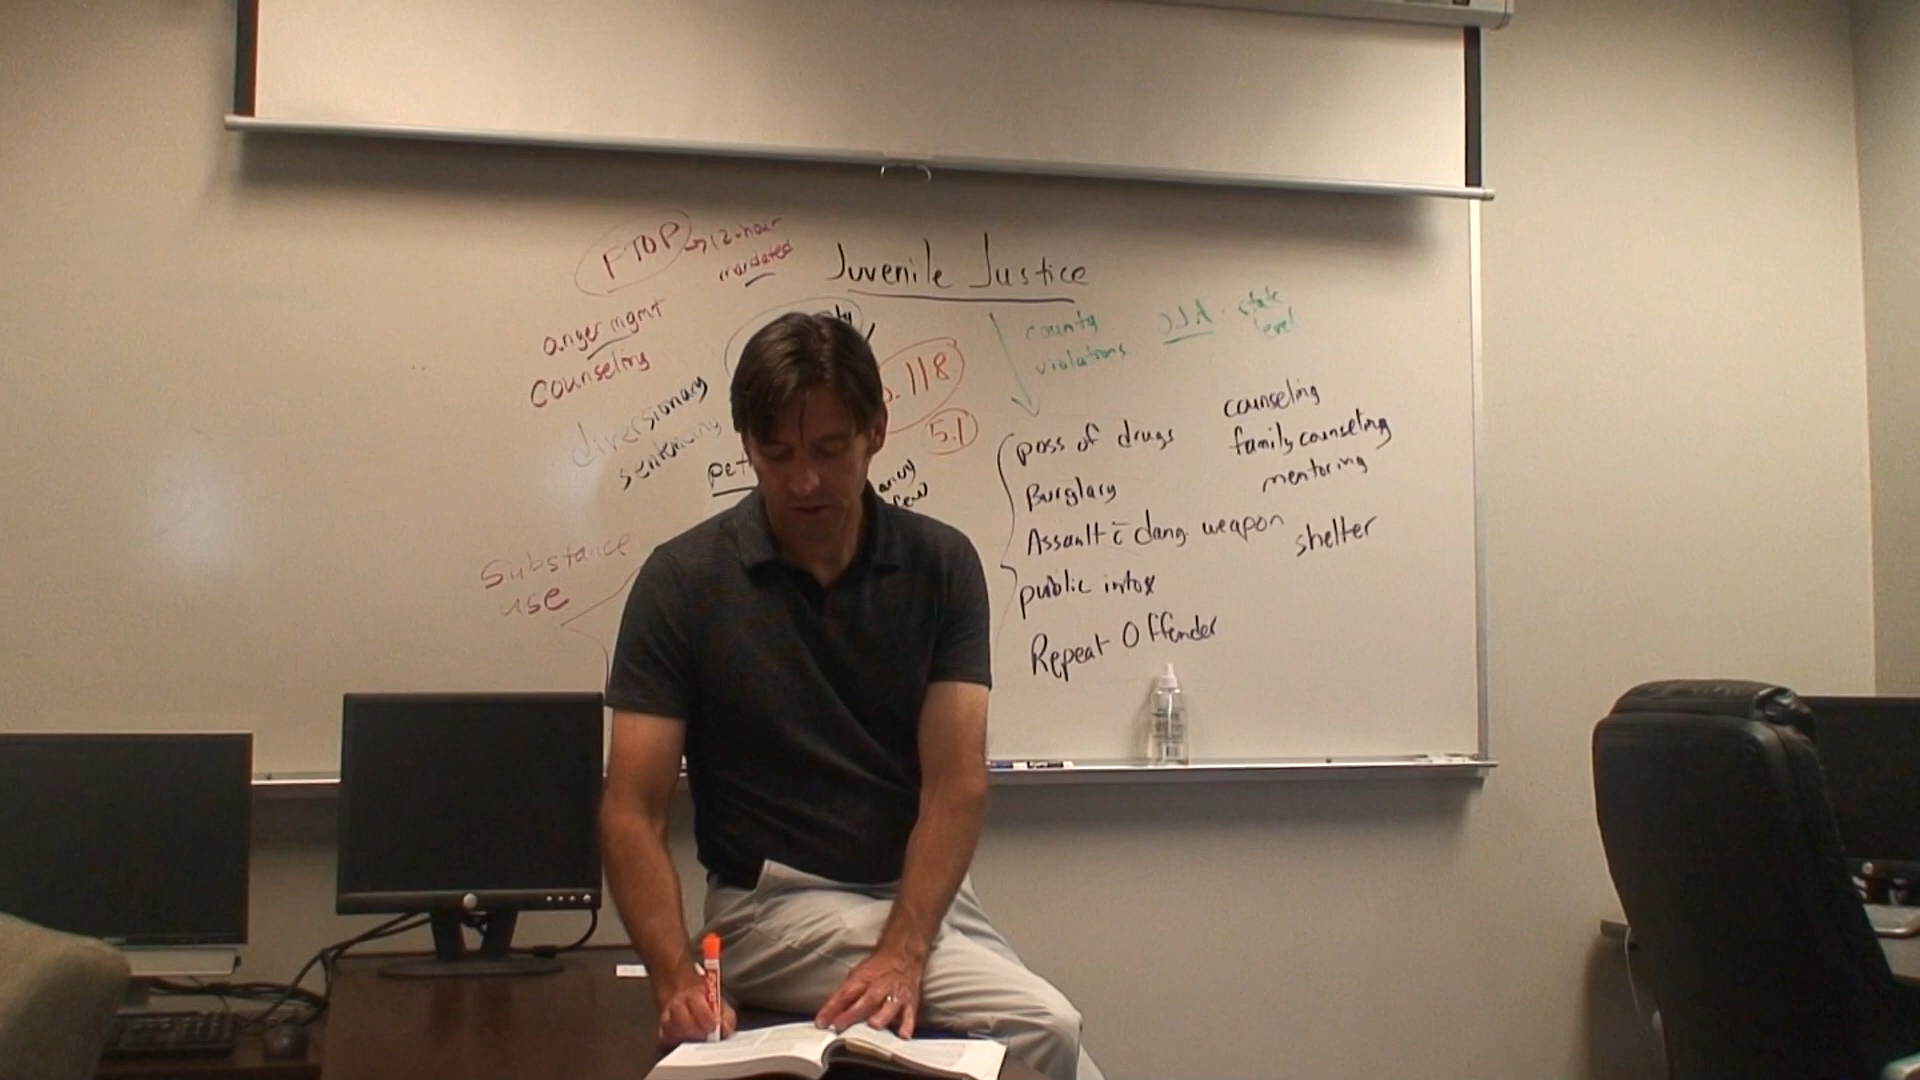 FTOP → 12-hour
mandated
Juvenile Justice
anger mgmt
counseling
diversionary
sentencing
.118
5.1
county
violations
OJA - state
level
Substance
use
poss of drugs
Burglary
Assault c̄ dang. weapon
public intox
Repeat Offender
counseling
family counseling
mentoring
shelter